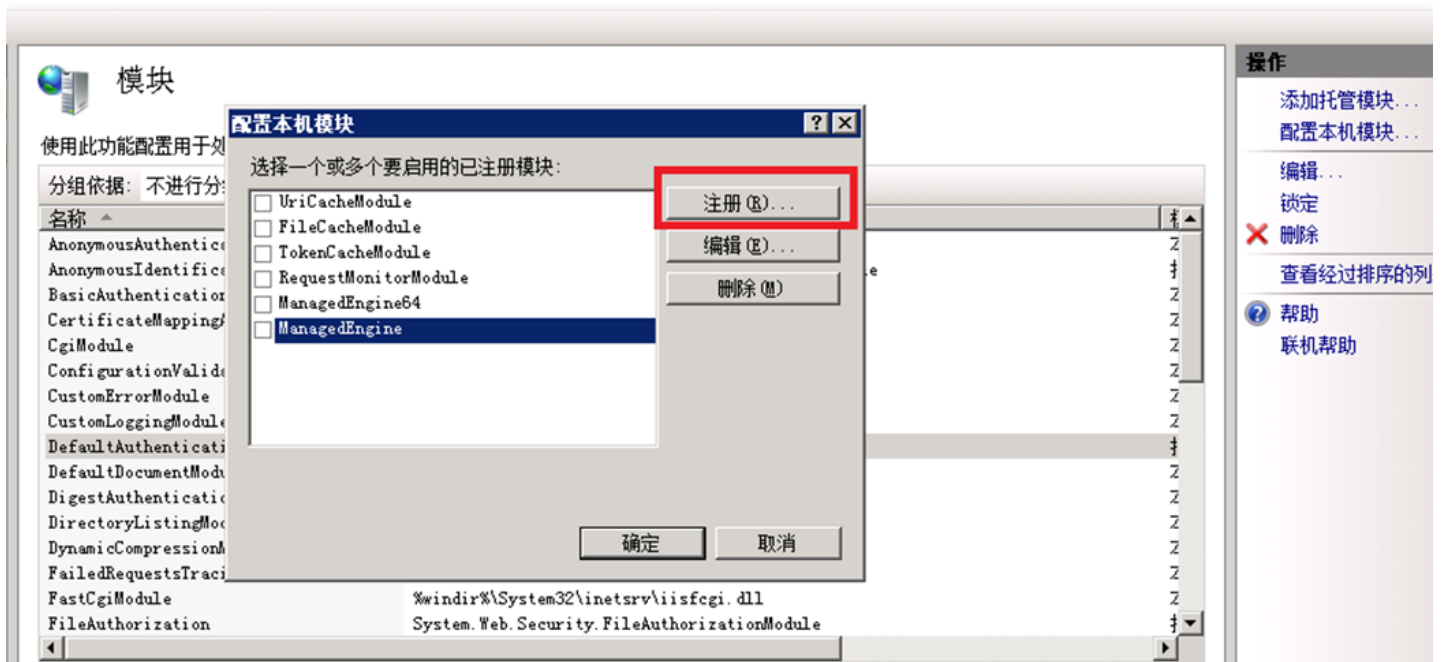 模块
使用此功能配置用于处
分组依据: 不进行分
名称
AnonymousAuthentic
AnonymousIdentific
BasicAuthentication
CertificateMapping
CgiModule
ConfigurationValid
CustomErrorModule
CustomLoggingModule
DefaultAuthenticati
DefaultDocumentModu
DigestAuthenticatio
DirectoryListingMod
DynamicCompression
FailedRequestsTraci
FastCgiModule %windir%\System32\inetsrv\iisfcgi.dll
FileAuthorization System.Web.Security.FileAuthorizationModule
配置本机模块
选择一个或多个要启用的已注册模块:
UriCacheModule
FileCacheModule
TokenCacheModule
RequestMonitorModule
ManagedEngine64
ManagedEngine
注册(R)...
编辑(E)...
删除(M)
确定
取消
操作
添加托管模块...
配置本机模块...
编辑...
锁定
删除
查看经过排序的列
帮助
联机帮助